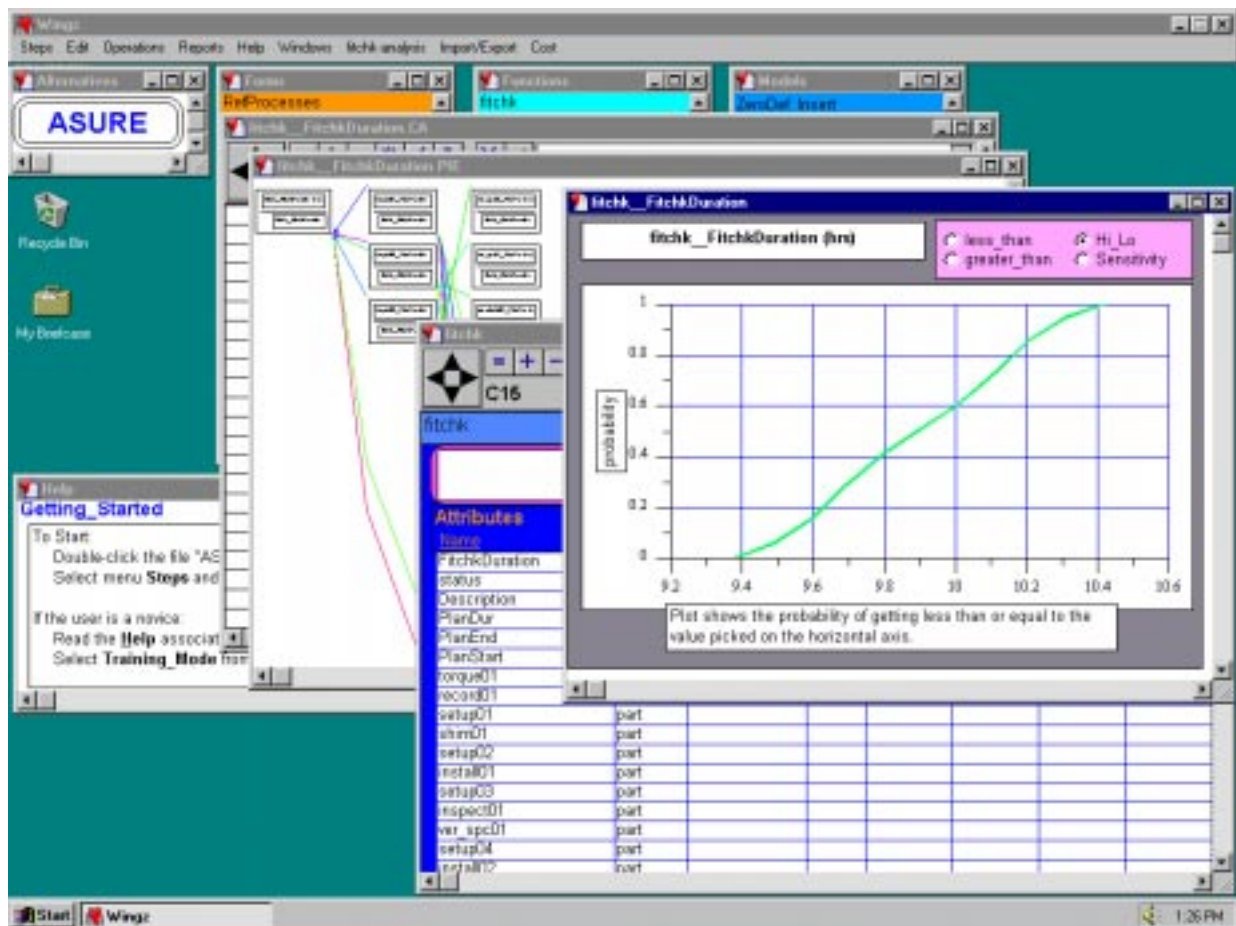 Wingz
Steps Edit Operations Reports Help Windows fitchk analysis Import/Export Cost
Alternatives
Forms
Functions
Models
RefProcesses
fitchk
ZeroDef_Insert
ASURE
fitchk__FitchkDuration.CA
fitchk__FitchkDuration.PIE
fitchk__FitchkDuration
fitchk__FitchkDuration (hrs)
less_than
Hi_Lo
greater_than
Sensitivity
Recycle Bin
My Briefcase
1
0.8
0.6
0.4
0.2
0
probability
9.2 9.4 9.6 9.8 10 10.2 10.4 10.6
Plot shows the probability of getting less than or equal to the
value picked on the horizontal axis.
fitchk
= + -
C15
fitchk
Attributes
Name
FitchkDuration
status
Description
PlanDur
PlanEnd
PlanStart
torque01
record01
setup01 part
shim01 part
setup02 part
install01 part
setup03 part
inspect01 part
ver_spc01 part
setup04 part
install02 part
Help
Getting_Started
To Start:
Double-click the file "AS
Select menu Steps and
If the user is a novice:
Read the Help associat
Select Training_Mode from
Start
Wingz
1:26 PM